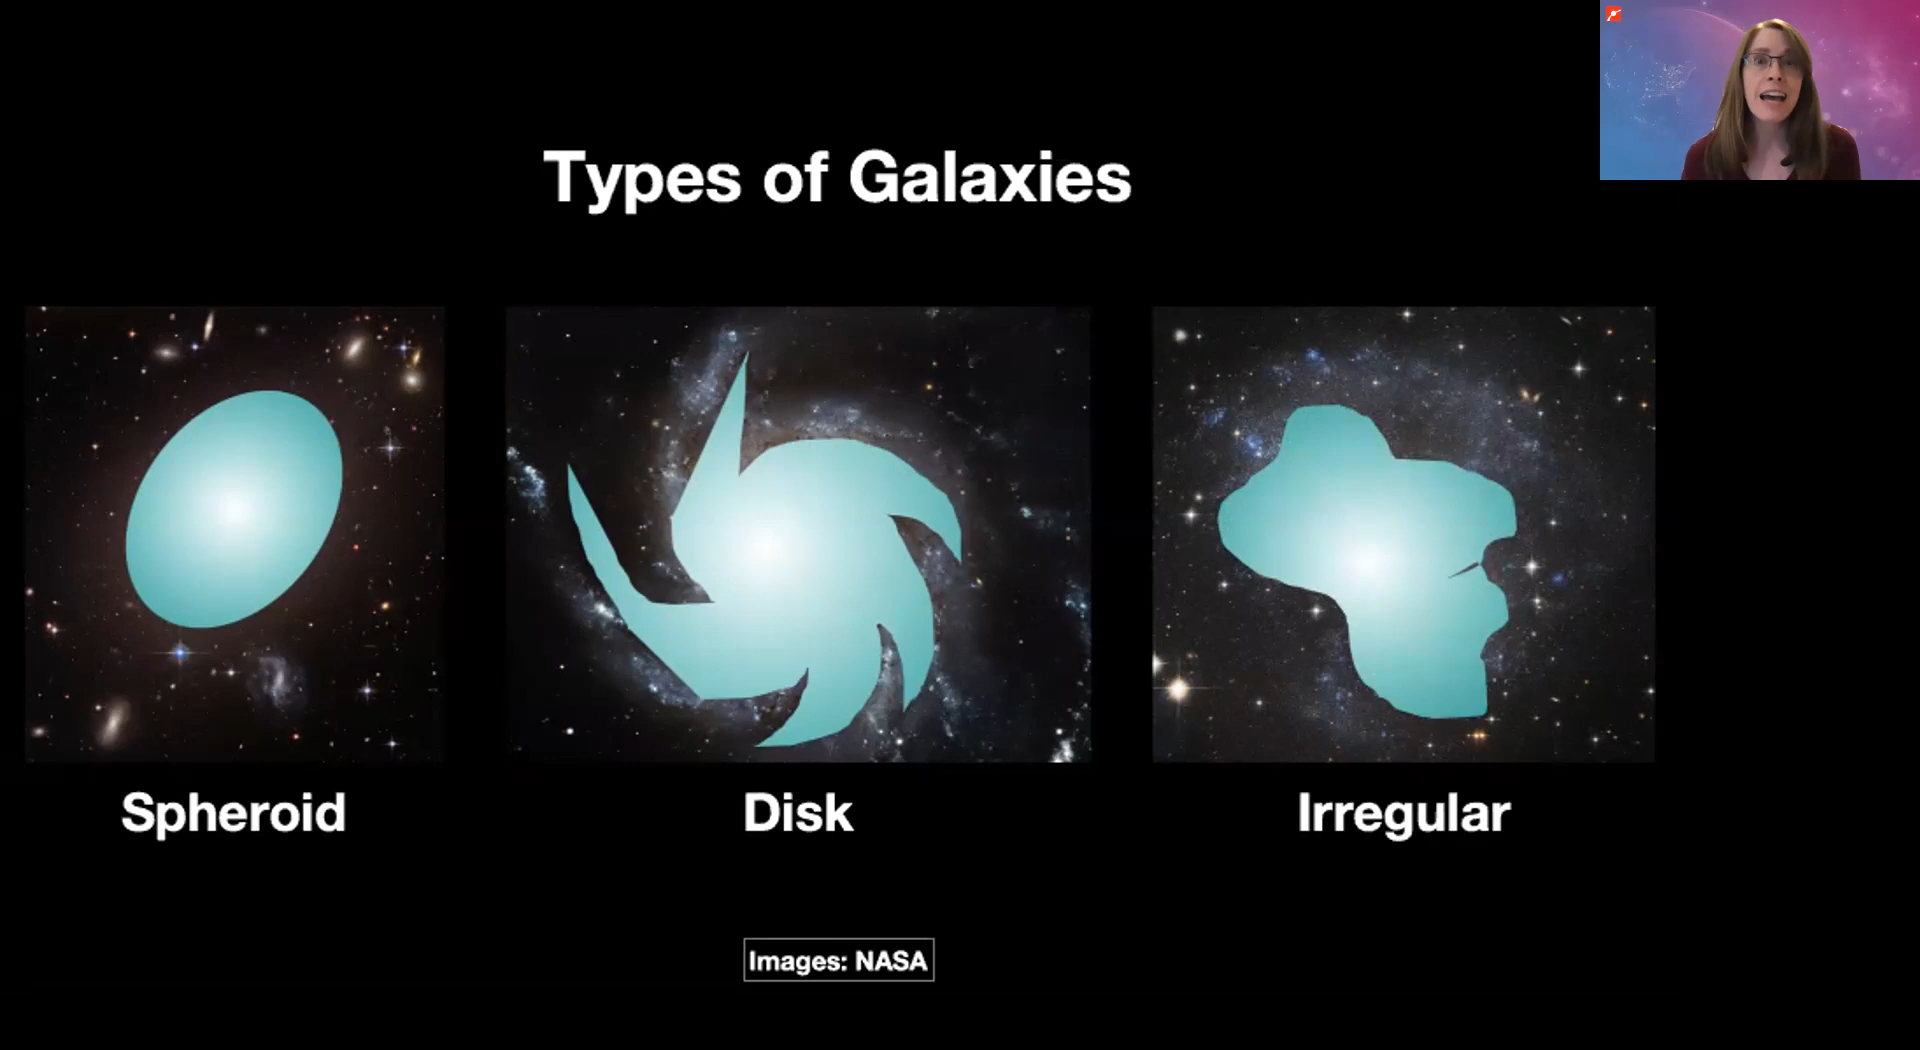 Types of Galaxies
Spheroid
Disk
Irregular
Images: NASA